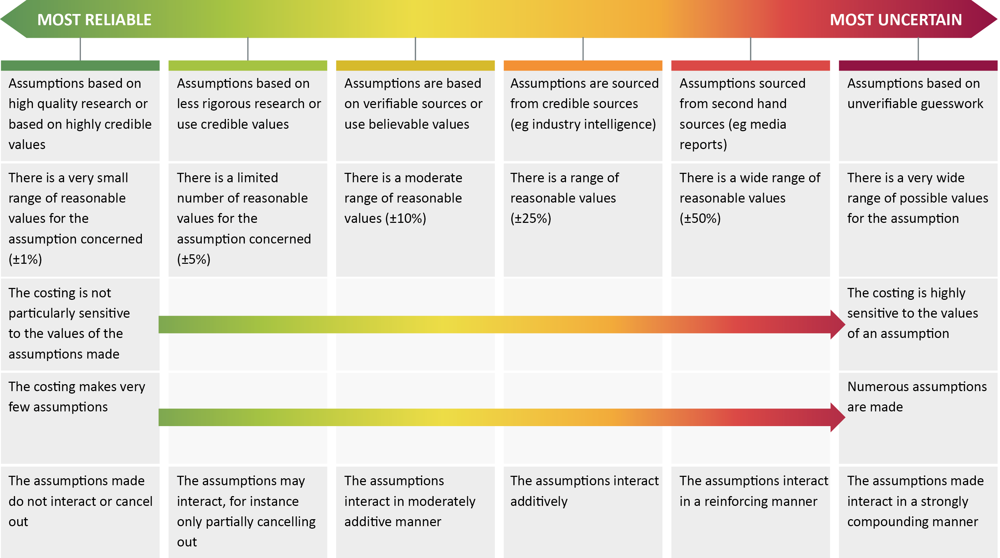 MOST RELIABLE
MOST UNCERTAIN
Assumptions based on
high quality research or
based on highly credible
values
Assumptions based on
less rigorous research or
use credible values
Assumptions are based
on verifiable sources or
use believable values
Assumptions are sourced
from credible sources
(eg industry intelligence)
Assumptions sourced
from second hand
sources (eg media
reports)
Assumptions based on
unverifiable guesswork
There is a very small
range of reasonable
values for the
assumption concerned
(±1%)
There is a limited
number of reasonable
values for the
assumption concerned
(±5%)
There is a moderate
range of reasonable
values (±10%)
There is a range of
reasonable values
(±25%)
There is a wide range of
reasonable values
(±50%)
There is a very wide
range of possible values
for the assumption
The costing is not
particularly sensitive
to the values of the
assumptions made
The costing is highly
sensitive to the values
of an assumption
The costing makes very
few assumptions
Numerous assumptions
are made
The assumptions made
do not interact or cancel
out
The assumptions may
interact, for instance
only partially cancelling
out
The assumptions
interact in moderately
additive manner
The assumptions interact
additively
The assumptions interact
in a reinforcing manner
The assumptions made
interact in a strongly
compounding manner